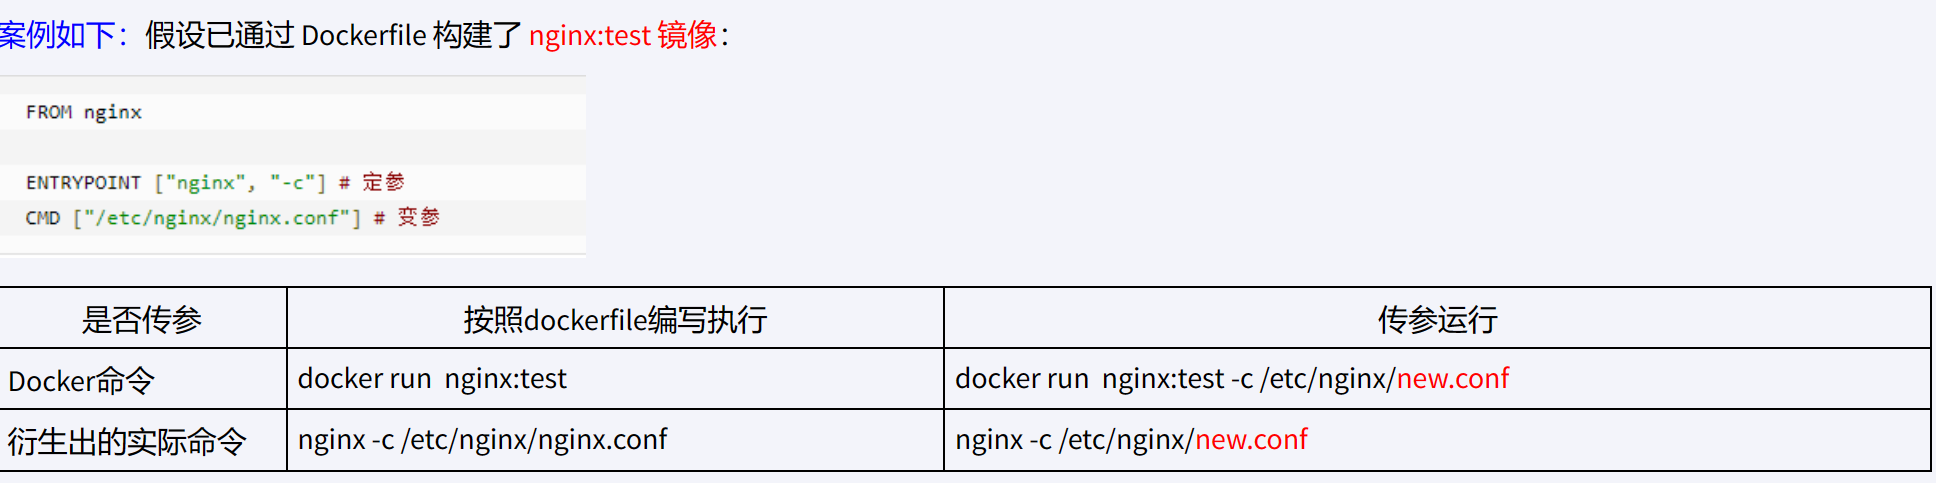 案例如下：假设已通过 Dockerfile 构建了 nginx:test 镜像：
FROM nginx
ENTRYPOINT ["nginx", "-c"] # 定参
CMD ["/etc/nginx/nginx.conf"] # 变参
是否传参 按照dockerfile编写执行 传参运行
Docker命令 docker run  nginx:test docker run  nginx:test -c /etc/nginx/new.conf
衍生出的实际命令 nginx -c /etc/nginx/nginx.conf nginx -c /etc/nginx/new.conf